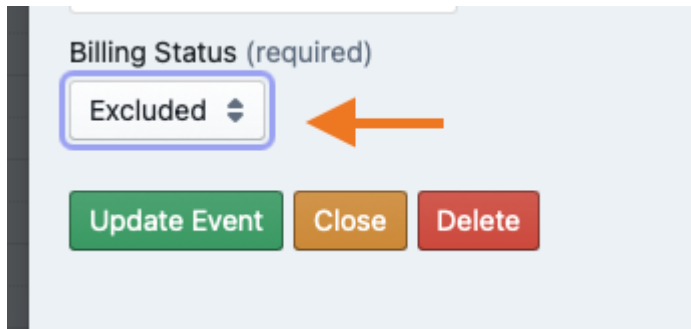 Billing Status (required)
Excluded
Update Event Close Delete